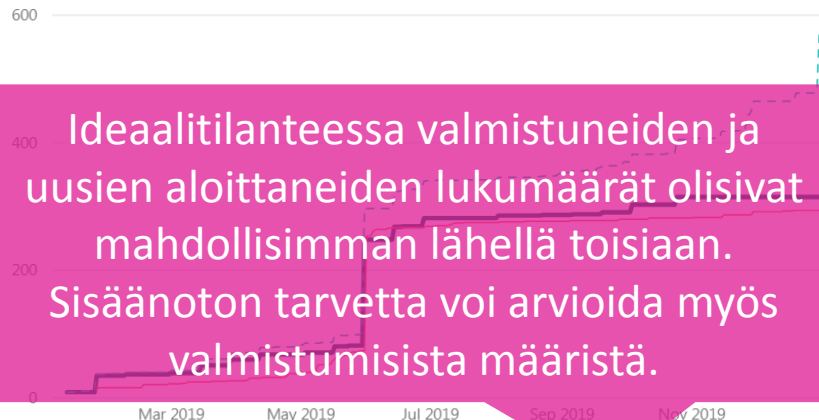 600
400
Ideaalitilanteessa valmistuneiden ja
uusien aloittaneiden lukumäärät olisivat
mahdollisimman lähellä toisiaan.
200
Sisäänoton tarvetta voi arvioida myös
valmistumisista määristä.
0
Mar 2019 May 2019 Jul 2019 Sep 2019 Nov 2019